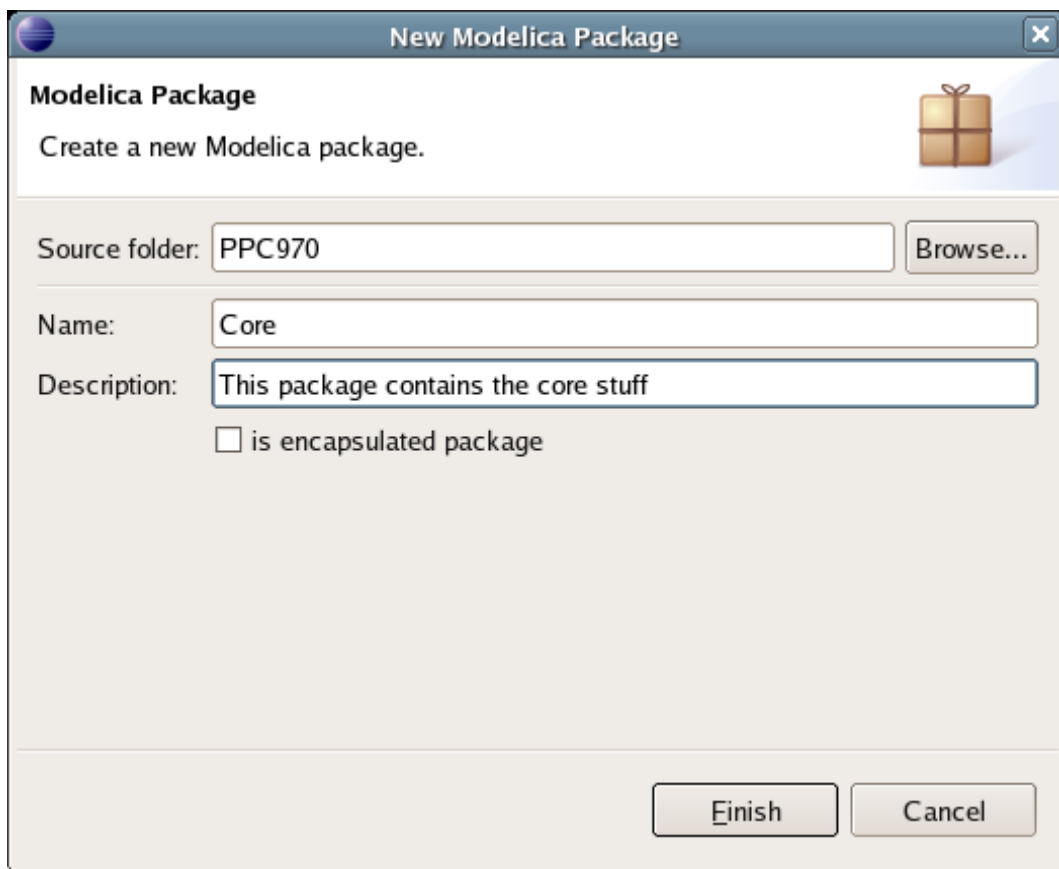 New Modelica Package
Modelica Package
Create a new Modelica package.
Source folder: PPC970 Browse...
Name: Core
Description: This package contains the core stuff
is encapsulated package
Finish Cancel